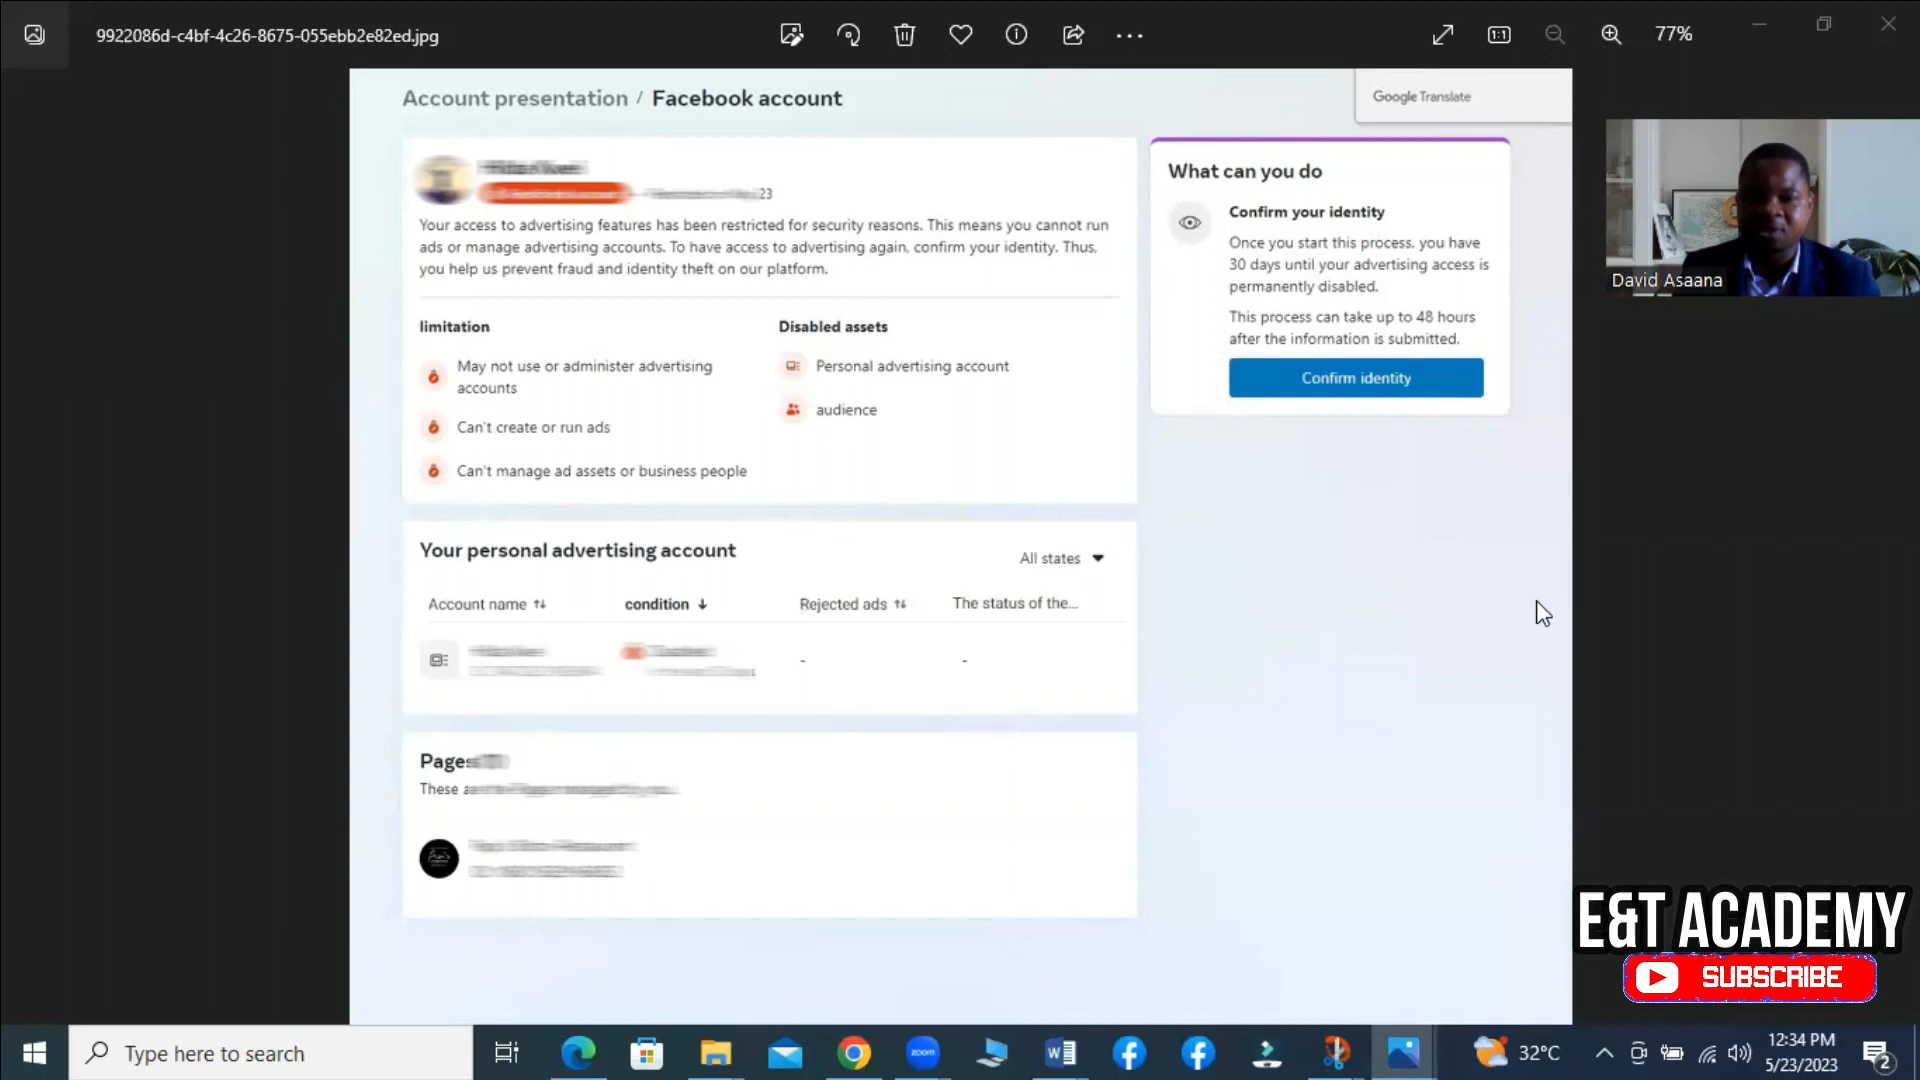 9922086d-c4bf-4c26-8675-055ebb2e82ed.jpg
77%
Account presentation / Facebook account
Google Translate
23
Your access to advertising features has been restricted for security reasons. This means you cannot run
ads or manage advertising accounts. To have access to advertising again, confirm your identity. Thus,
you help us prevent fraud and identity theft on our platform.
limitation
May not use or administer advertising
accounts
Can't create or run ads
Can't manage ad assets or business people
Disabled assets
Personal advertising account
audience
What can you do
Confirm your identity
Once you start this process, you have
30 days until your advertising access is
permanently disabled.
This process can take up to 48 hours
after the information is submitted.
Confirm identity
David Asaana
Your personal advertising account
All states
Account name condition Rejected ads The status of the...
- -
Pages
These
E&T ACADEMY
SUBSCRIBE
Type here to search
zoom
32°C
12:34 PM
5/23/2023
2